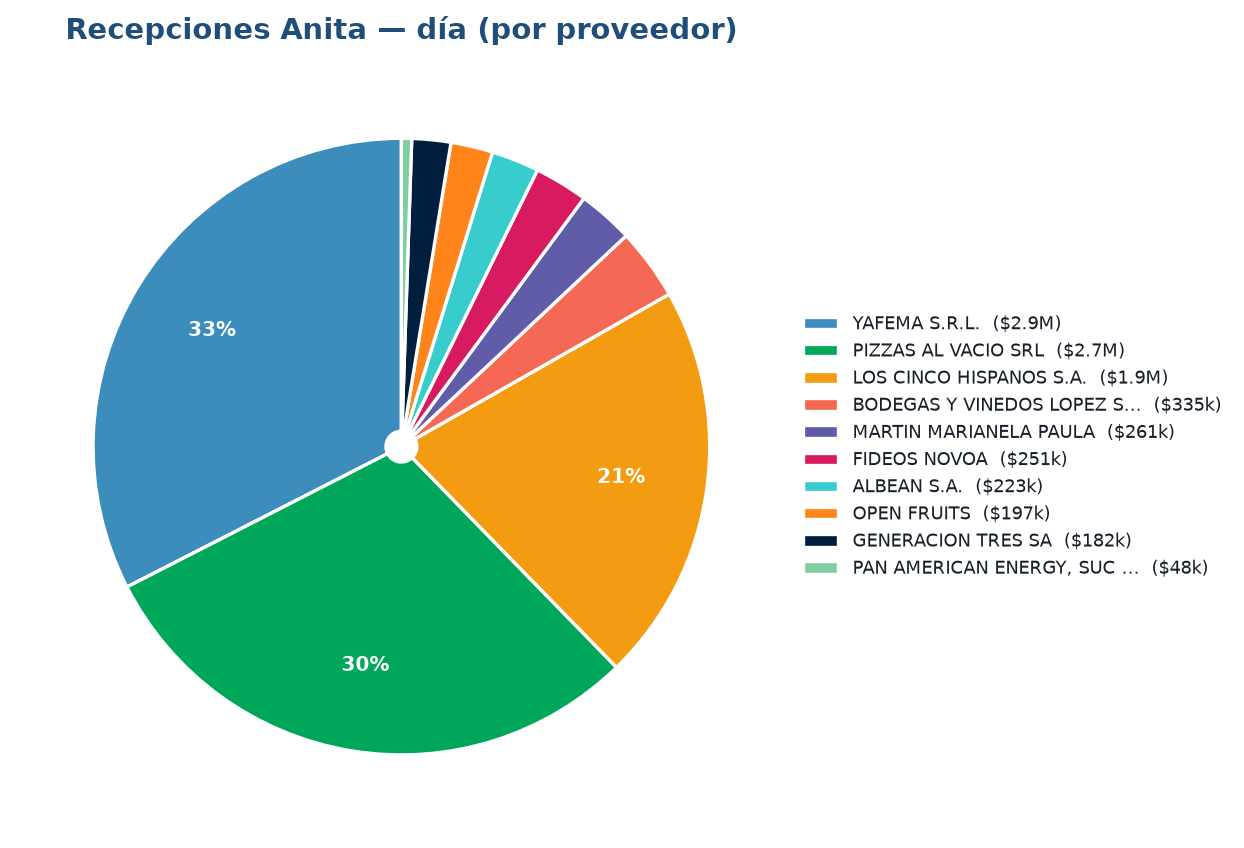 Recepciones Anita — día (por proveedor)
33%
30%
21%
YAFEMA S.R.L. ($2.9M)
PIZZAS AL VACIO SRL ($2.7M)
LOS CINCO HISPANOS S.A. ($1.9M)
BODEGAS Y VINEDOS LOPEZ S... ($335k)
MARTIN MARIANELA PAULA ($261k)
FIDEOS NOVOA ($251k)
ALBEAN S.A. ($223k)
OPEN FRUITS ($197k)
GENERACION TRES SA ($182k)
PAN AMERICAN ENERGY, SUC ... ($48k)